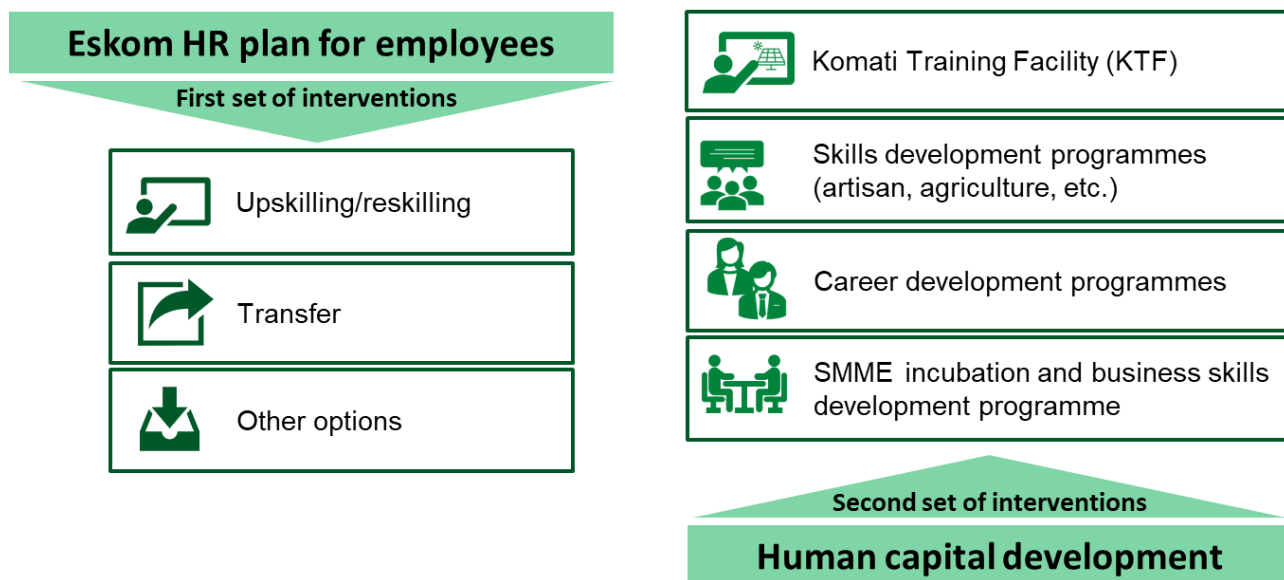 Eskom HR plan for employees
First set of interventions
Upskilling/reskilling
Transfer
Other options
Komati Training Facility (KTF)
Skills development programmes
(artisan, agriculture, etc.)
Career development programmes
SMME incubation and business skills
development programme
Second set of interventions
Human capital development